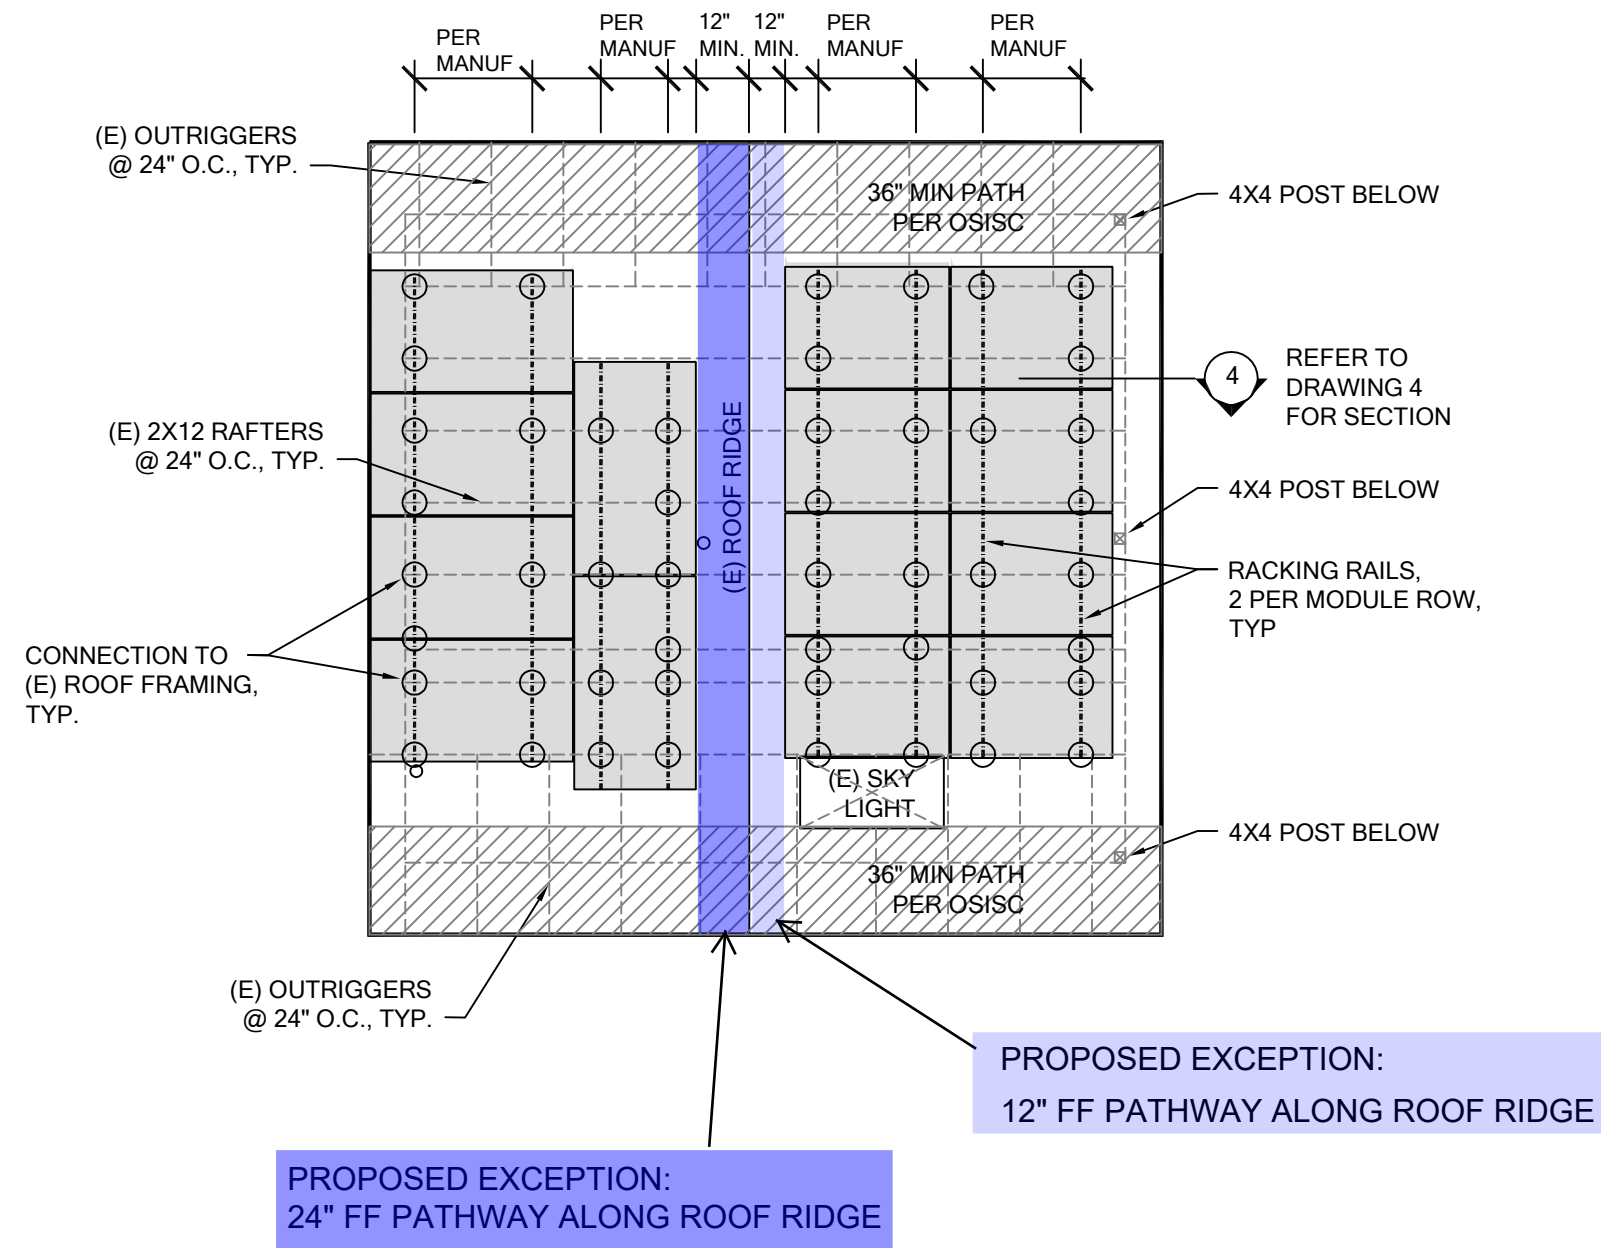 PER
MANUF
PER
MANUF
12"
MIN.
12"
MIN.
PER
MANUF
PER
MANUF
(E) OUTRIGGERS
@ 24" O.C., TYP.
36" MIN PATH
PER OSISC
4X4 POST BELOW
4
REFER TO
DRAWING 4
FOR SECTION
(E) 2X12 RAFTERS
@ 24" O.C., TYP.
(E) ROOF RIDGE
4X4 POST BELOW
RACKING RAILS,
2 PER MODULE ROW,
TYP
CONNECTION TO
(E) ROOF FRAMING,
TYP.
(E) SKY
LIGHT
4X4 POST BELOW
36" MIN PATH
PER OSISC
(E) OUTRIGGERS
@ 24" O.C., TYP.
PROPOSED EXCEPTION:
12" FF PATHWAY ALONG ROOF RIDGE
PROPOSED EXCEPTION:
24" FF PATHWAY ALONG ROOF RIDGE